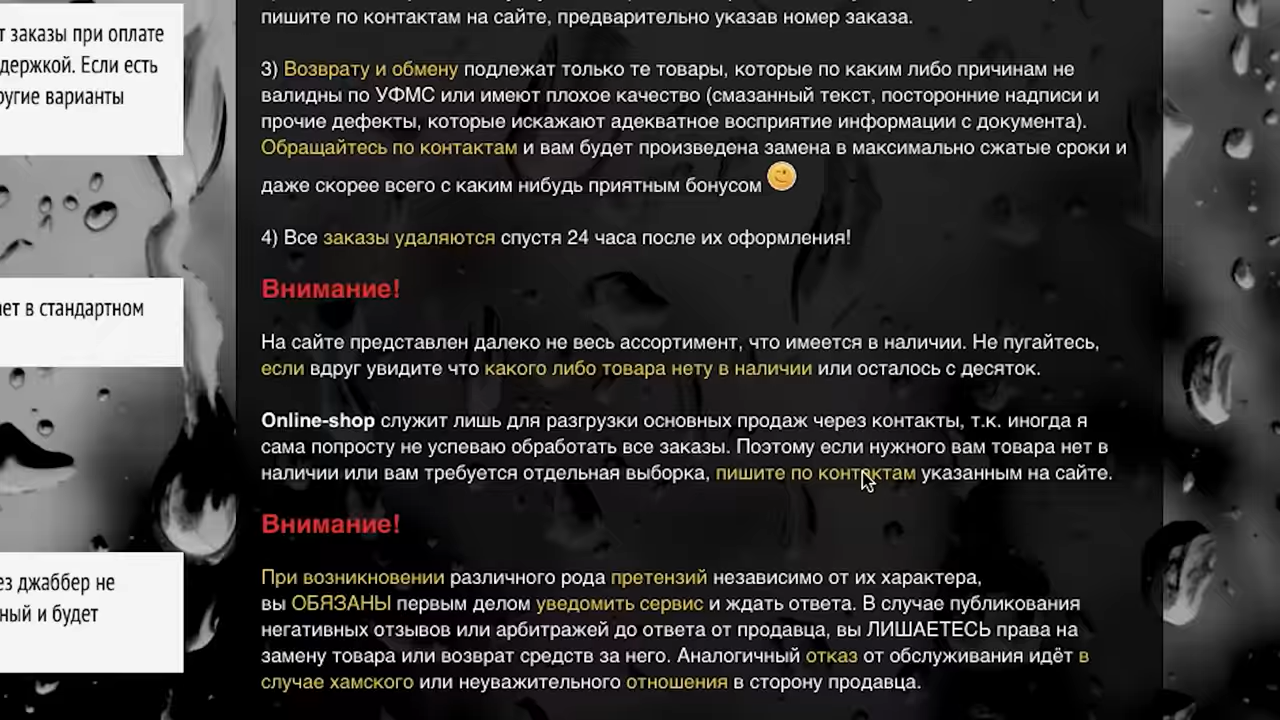 т заказы при оплате
держкой. Если есть
ругие варианты
ает в стандартном
ез джаббер не
ный и будет
пишите по контактам на сайте, предварительно указав номер заказа.
3) Возврату и обмену подлежат только те товары, которые по каким либо причинам не
валидны по УФМС или имеют плохое качество (смазанный текст, посторонние надписи и
прочие дефекты, которые искажают адекватное восприятие информации с документа).
Обращайтесь по контактам и вам будет произведена замена в максимально сжатые сроки и
даже скорее всего с каким нибудь приятным бонусом
4) Все заказы удаляются спустя 24 часа после их оформления!
Внимание!
На сайте представлен далеко не весь ассортимент, что имеется в наличии. Не пугайтесь,
если вдруг увидите что какого либо товара нету в наличии или осталось с десяток.
Online-shop служит лишь для разгрузки основных продаж через контакты, т.к. иногда я
сама попросту не успеваю обработать все заказы. Поэтому если нужного вам товара нет в
наличии или вам требуется отдельная выборка, пишите по контактам указанным на сайте.
Внимание!
При возникновении различного рода претензий независимо от их характера,
вы ОБЯЗАНЫ первым делом уведомить сервис и ждать ответа. В случае публикования
негативных отзывов или арбитражей до ответа от продавца, вы ЛИШАЕТЕСЬ права на
замену товара или возврат средств за него. Аналогичный отказ от обслуживания идёт в
случае хамского или неуважительного отношения в сторону продавца.